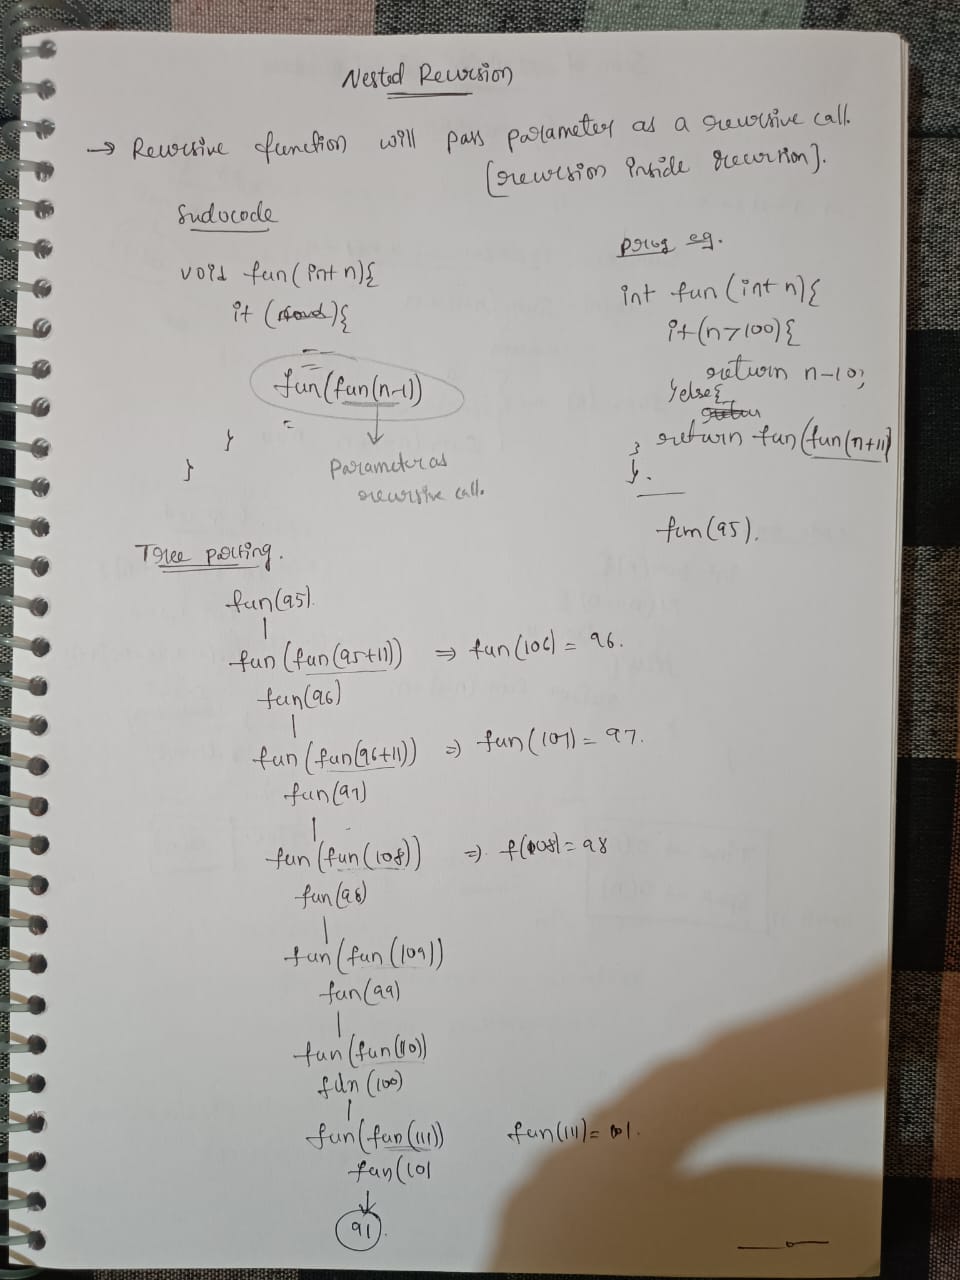 Nested Recursion
→ Recursive function will pass parameter as a recursive call.
[recursion inside recursion].
Sudocode
void fun(int n){
if (){
fun(fun(n-1))
}
}
parameter as
recursive call.
prog eg.
int fun(int n){
if(n>100){
return n-10;
}else{
return fun(fun(n+11)
}
}.
fun(95).
Tree porting.
fun(95).
fun(fun(95+11)) ⇒ fun(106) = 96.
fun(96)
fun(fun(96+11)) ⇒ fun(107) = 97.
fun(97)
fun(fun(108)) ⇒ f(108) = 98
fun(98)
fun(fun(109))
fun(99)
fun(fun(110))
fun(100)
fun(fun(111)) fun(111) = 101.
fun(101
91